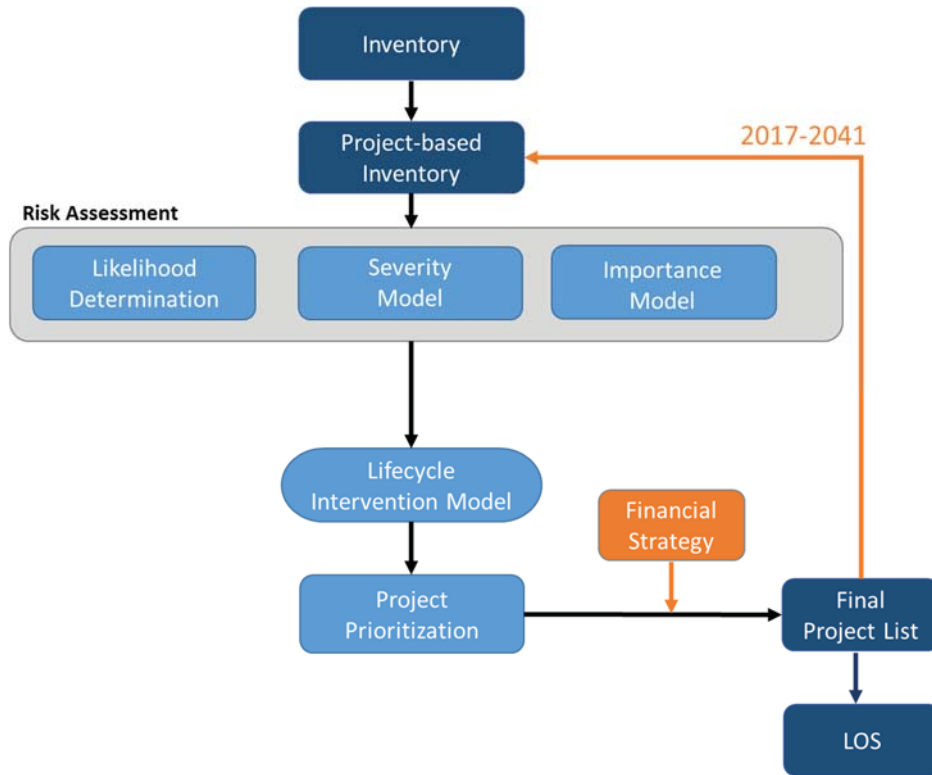 Inventory
Project-based
Inventory
2017-2041
Risk Assessment
Likelihood
Determination
Severity
Model
Importance
Model
Lifecycle
Intervention Model
Financial
Strategy
Project
Prioritization
Final
Project List
LOS